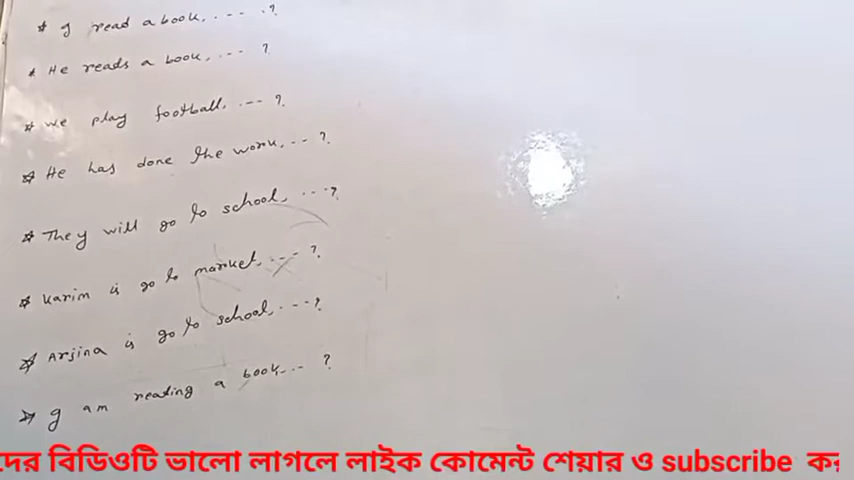 * I read a book, .--- .?
* He reads a book, .--- ?
* we play football, .--- ?
* He has done the work, .-- ?
* They will go to school, ---?
* Karim is go to market, .--- ?
* Arjina is go to school, .--- ?
* I am reading a book, .-- ?
দের বিডিওটি ভালো লাগলে লাইক কোমেন্ট শেয়ার ও subscribe কর